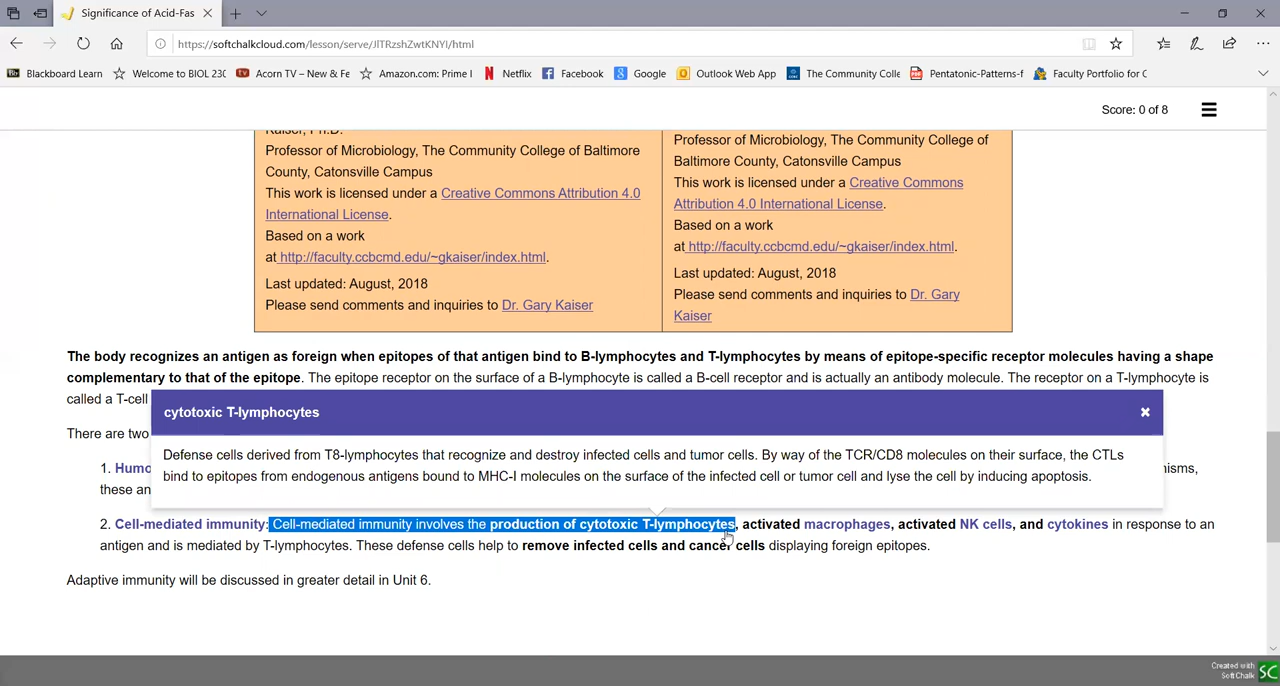 Significance of Acid-Fas
https://softchalkcloud.com/lesson/serve/JlTRzshZwtKNYI/html
Blackboard Learn Welcome to BIOL 230 Acorn TV – New & Fe Amazon.com: Prime I Netflix Facebook Google Outlook Web App The Community Colle Pentatonic-Patterns-f Faculty Portfolio for C
Score: 0 of 8
Kaiser, Ph.D.
Professor of Microbiology, The Community College of Baltimore
County, Catonsville Campus
This work is licensed under a Creative Commons Attribution 4.0
International License.
Based on a work
at http://faculty.ccbcmd.edu/~gkaiser/index.html.
Last updated: August, 2018
Please send comments and inquiries to Dr. Gary Kaiser
Professor of Microbiology, The Community College of
Baltimore County, Catonsville Campus
This work is licensed under a Creative Commons
Attribution 4.0 International License.
Based on a work
at http://faculty.ccbcmd.edu/~gkaiser/index.html.
Last updated: August, 2018
Please send comments and inquiries to Dr. Gary
Kaiser
The body recognizes an antigen as foreign when epitopes of that antigen bind to B-lymphocytes and T-lymphocytes by means of epitope-specific receptor molecules having a shape
complementary to that of the epitope. The epitope receptor on the surface of a B-lymphocyte is called a B-cell receptor and is actually an antibody molecule. The receptor on a T-lymphocyte is
called a T-cell
cytotoxic T-lymphocytes
Defense cells derived from T8-lymphocytes that recognize and destroy infected cells and tumor cells. By way of the TCR/CD8 molecules on their surface, the CTLs
bind to epitopes from endogenous antigens bound to MHC-I molecules on the surface of the infected cell or tumor cell and lyse the cell by inducing apoptosis.
There are two
1. Humo nisms,
these an
2. Cell-mediated immunity: Cell-mediated immunity involves the production of cytotoxic T-lymphocytes, activated macrophages, activated NK cells, and cytokines in response to an
antigen and is mediated by T-lymphocytes. These defense cells help to remove infected cells and cancer cells displaying foreign epitopes.
Adaptive immunity will be discussed in greater detail in Unit 6.
Created with
SoftChalk SC